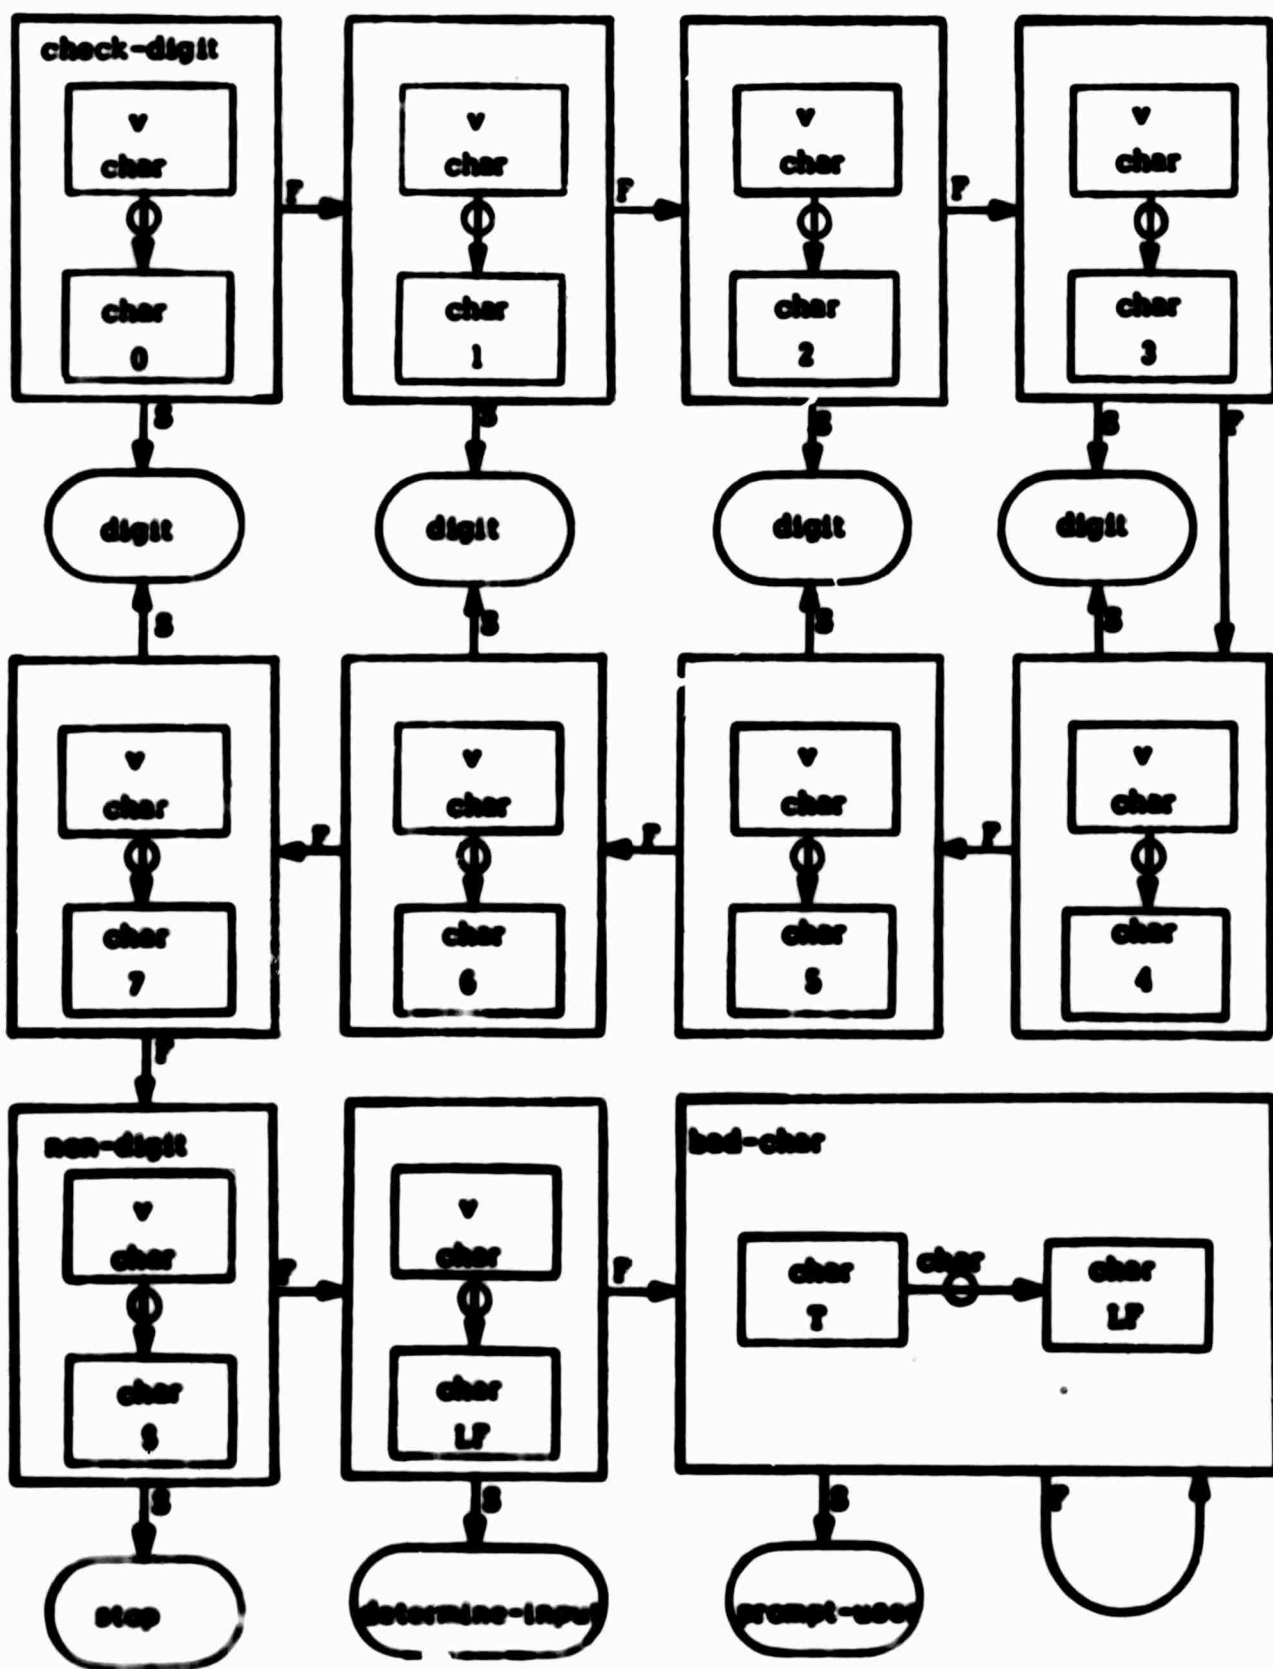 check-digit
v
char
char
0
F
v
char
char
1
F
v
char
char
2
F
v
char
char
3
S
S
S
S
F
digit
digit
digit
digit
S
S
S
S
v
char
char
7
F
v
char
char
6
F
v
char
char
5
F
v
char
char
4
F
non-digit
v
char
char
F
v
char
char
LF
F
bad-char
char
T
char
char
LF
S
S
S
F
stop
determine-input
prompt-user